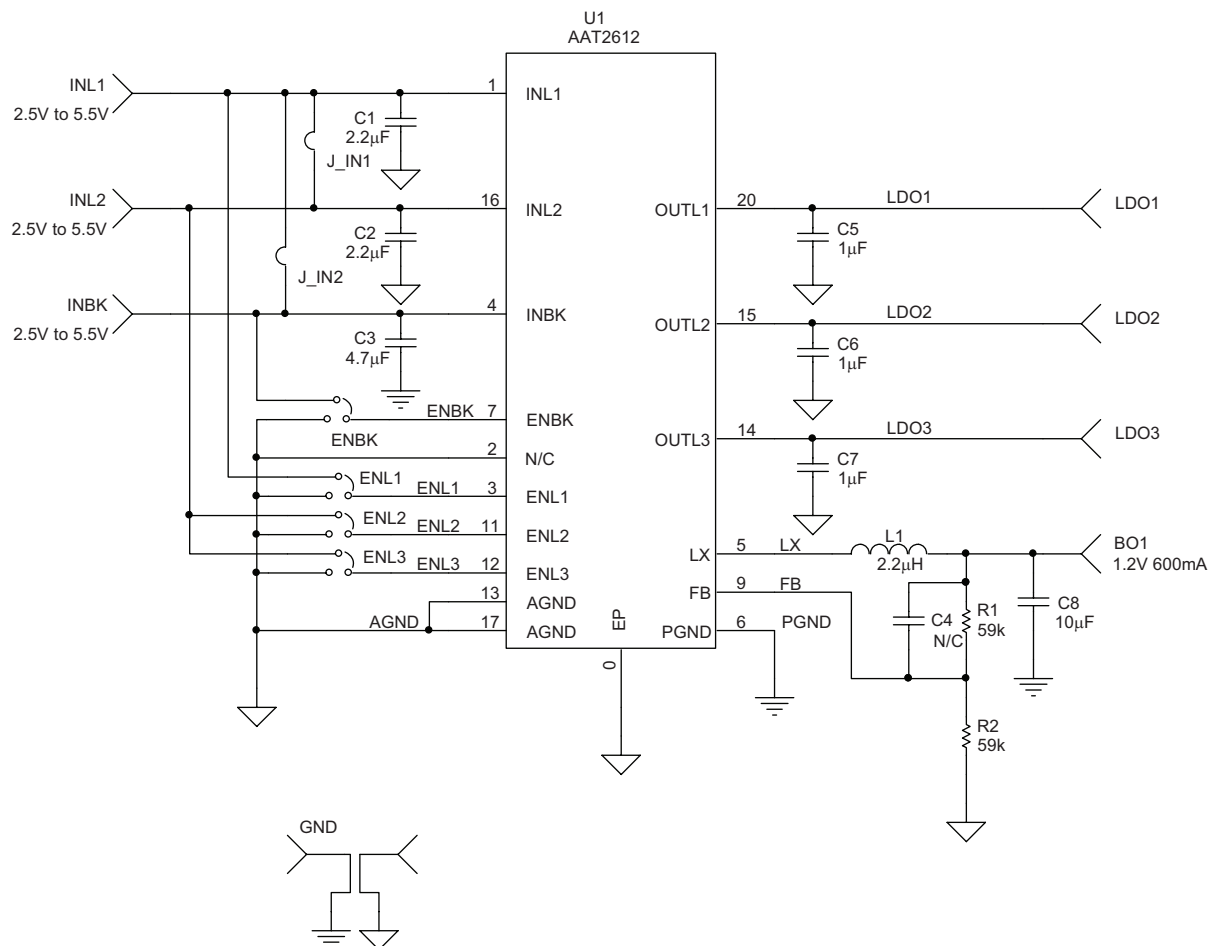 U1
AAT2612
INL1
2.5V to 5.5V
1
INL1
C1
2.2μF
J_IN1
INL2
2.5V to 5.5V
16
INL2
C2
2.2μF
J_IN2
INBK
2.5V to 5.5V
4
INBK
C3
4.7μF
ENBK
7
ENBK
ENBK
2
N/C
ENL1
ENL1
3
ENL1
ENL2
ENL2
11
ENL2
ENL3
ENL3
12
ENL3
13
AGND
AGND
17
AGND
EP
0
OUTL1
20
LDO1
LDO1
C5
1μF
OUTL2
15
LDO2
LDO2
C6
1μF
OUTL3
14
LDO3
LDO3
C7
1μF
LX
5
LX
L1
2.2μH
BO1
1.2V 600mA
FB
9
FB
C4
N/C
R1
59k
C8
10μF
PGND
6
PGND
R2
59k
GND